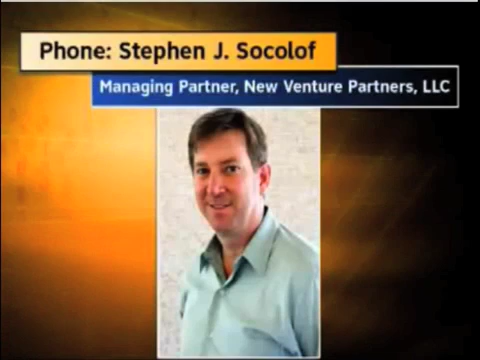 Phone: Stephen J. Socolof
Managing Partner, New Venture Partners, LLC